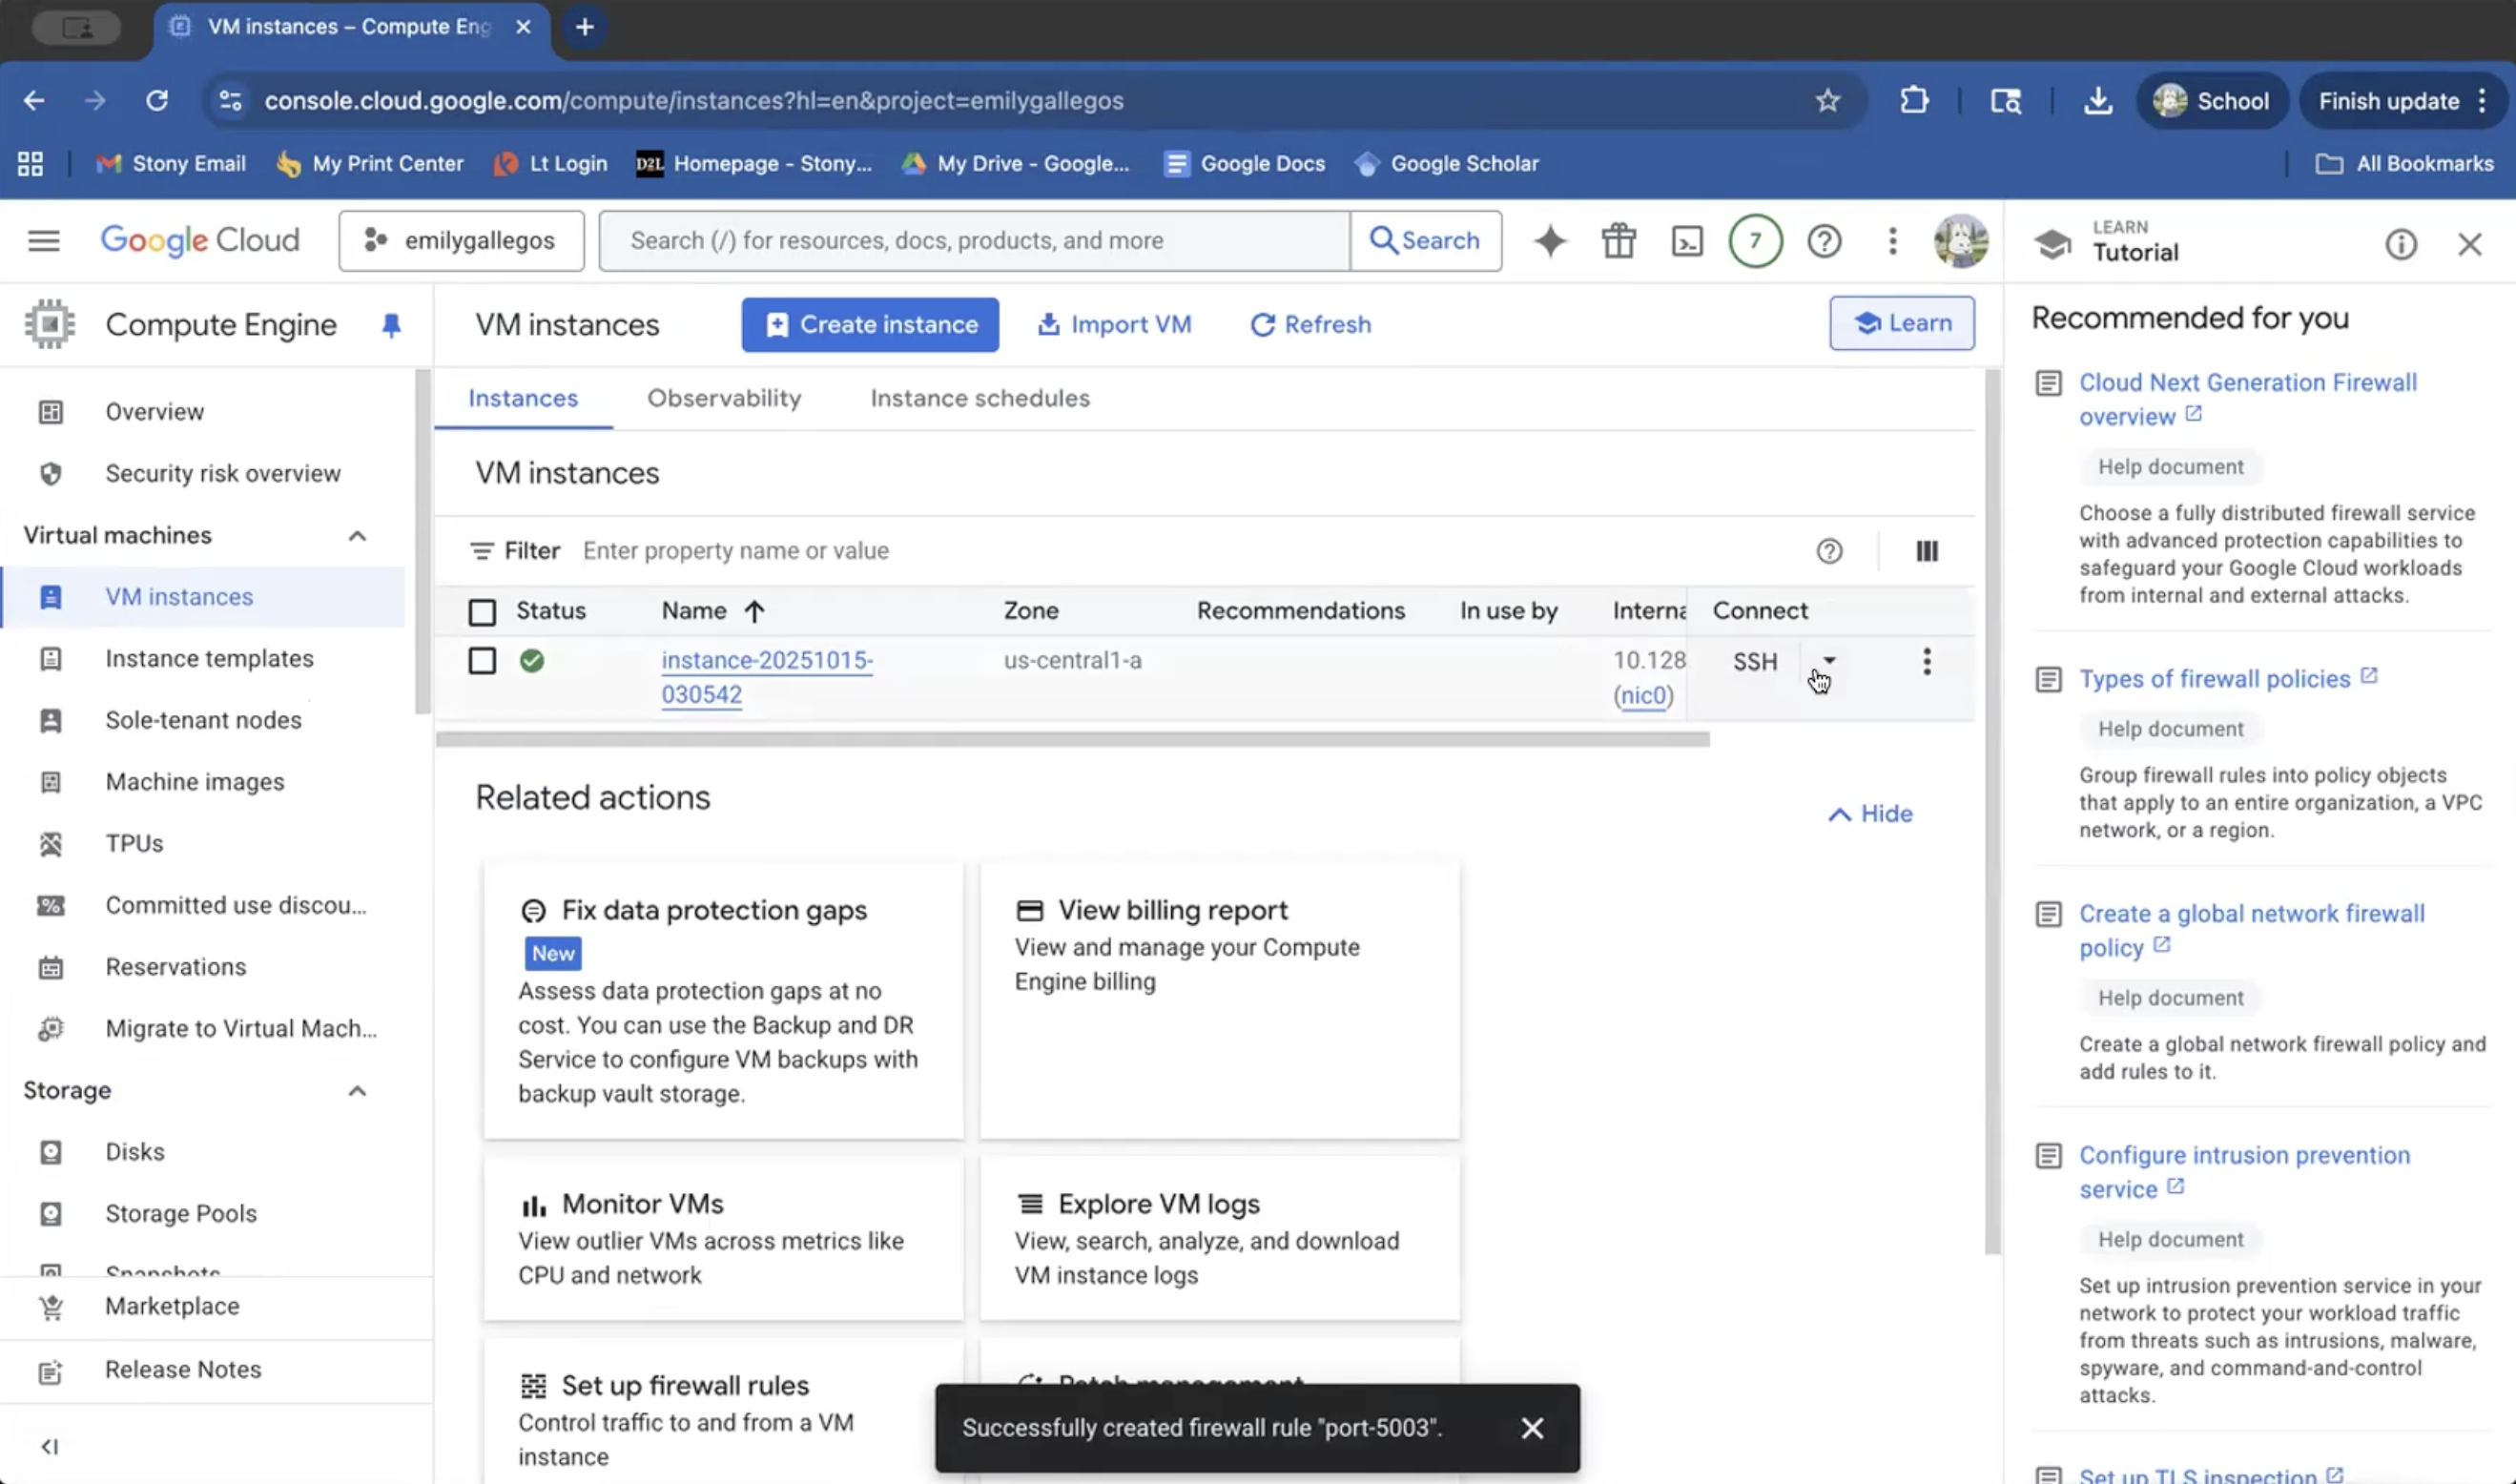 VM instances – Compute Eng
console.cloud.google.com/compute/instances?hl=en&project=emilygallegos
School
Finish update
Stony Email
My Print Center
Lt Login
D2L
Homepage - Stony...
My Drive - Google...
Google Docs
Google Scholar
All Bookmarks
Google Cloud
emilygallegos
Search (/) for resources, docs, products, and more
Search
7
LEARN
Tutorial
Compute Engine
VM instances
Create instance
Import VM
Refresh
Learn
Overview
Security risk overview
Virtual machines
VM instances
Instance templates
Sole-tenant nodes
Machine images
TPUs
Committed use discou...
Reservations
Migrate to Virtual Mach...
Storage
Disks
Storage Pools
Snapshots
Marketplace
Release Notes
Instances
Observability
Instance schedules
VM instances
Filter
Enter property name or value
Status
Name
Zone
Recommendations
In use by
Interna
Connect
instance-20251015-
030542
us-central1-a
10.128
(nic0)
SSH
Related actions
Hide
Fix data protection gaps
New
Assess data protection gaps at no
cost. You can use the Backup and DR
Service to configure VM backups with
backup vault storage.
View billing report
View and manage your Compute
Engine billing
Monitor VMs
View outlier VMs across metrics like
CPU and network
Explore VM logs
View, search, analyze, and download
VM instance logs
Set up firewall rules
Control traffic to and from a VM
instance
Patch management
Successfully created firewall rule "port-5003".
Recommended for you
Cloud Next Generation Firewall
overview
Help document
Choose a fully distributed firewall service
with advanced protection capabilities to
safeguard your Google Cloud workloads
from internal and external attacks.
Types of firewall policies
Help document
Group firewall rules into policy objects
that apply to an entire organization, a VPC
network, or a region.
Create a global network firewall
policy
Help document
Create a global network firewall policy and
add rules to it.
Configure intrusion prevention
service
Help document
Set up intrusion prevention service in your
network to protect your workload traffic
from threats such as intrusions, malware,
spyware, and command-and-control
attacks.
Set up TLS inspection